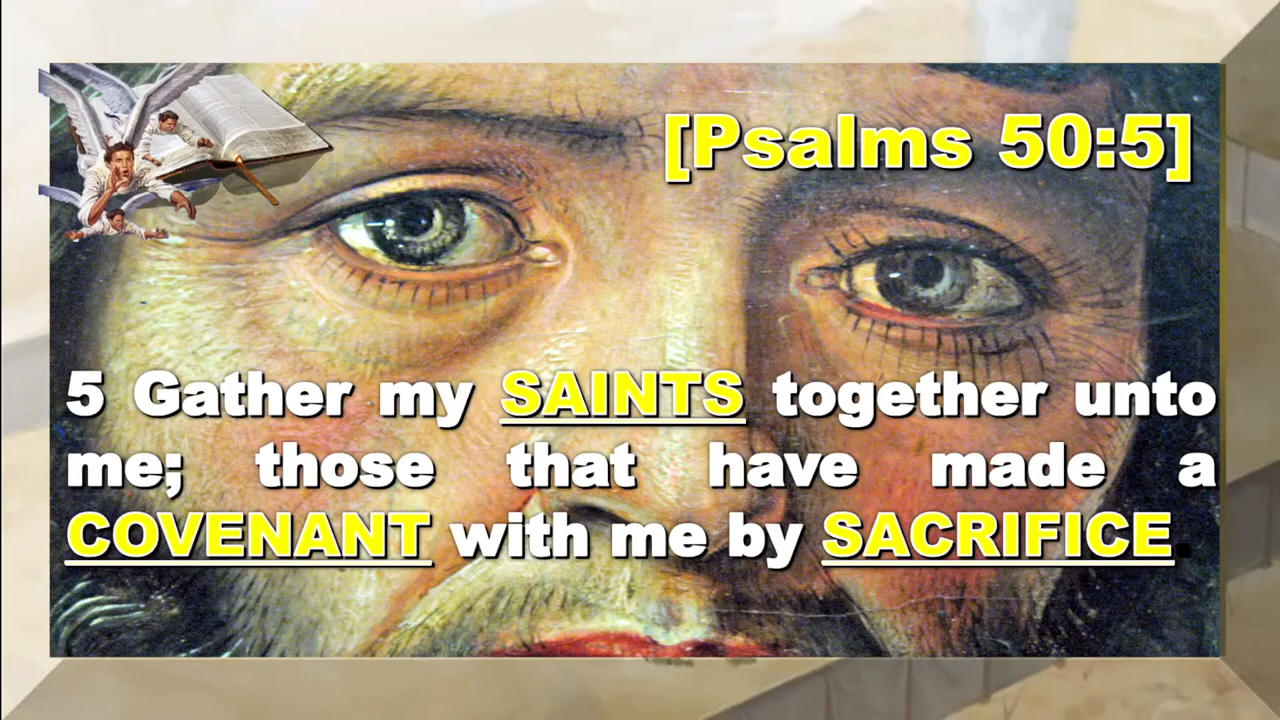 [Psalms 50:5]
5 Gather my SAINTS together unto
me; those that have made a
COVENANT with me by SACRIFICE.